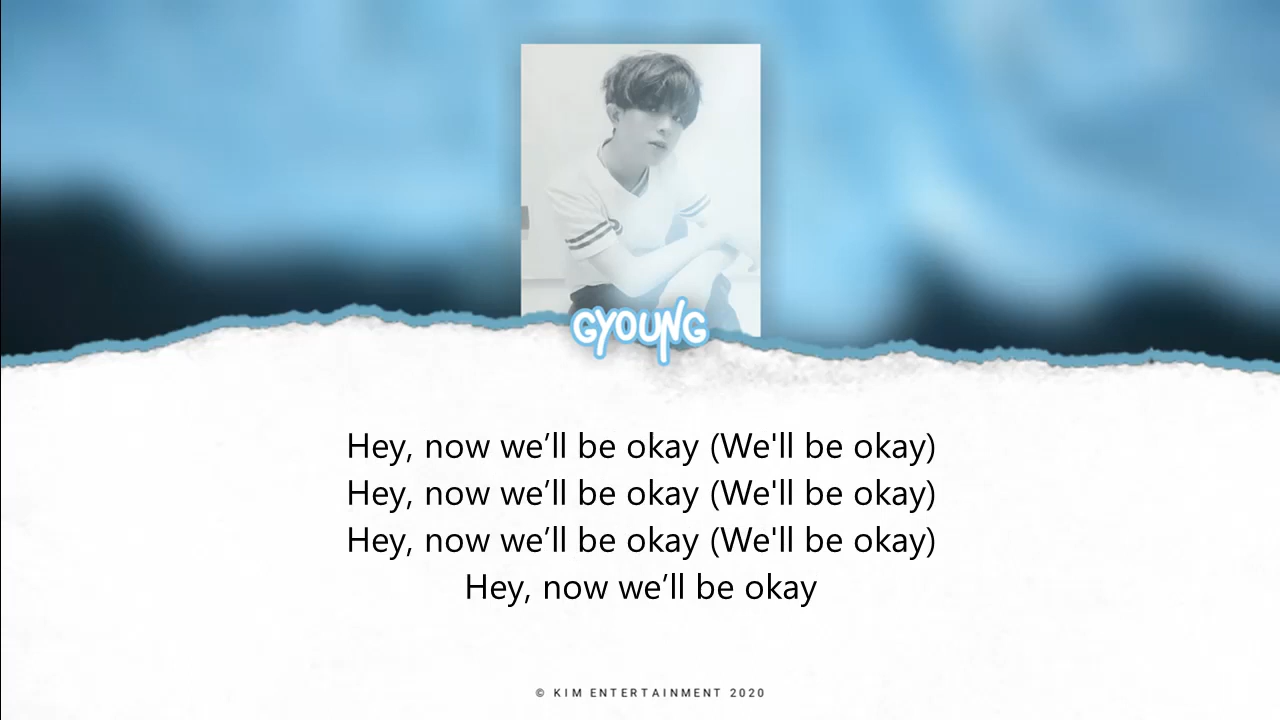 GYOUNG
Hey, now we’ll be okay (We'll be okay)
Hey, now we’ll be okay (We'll be okay)
Hey, now we’ll be okay (We'll be okay)
Hey, now we’ll be okay
© KIM ENTERTAINMENT 2020